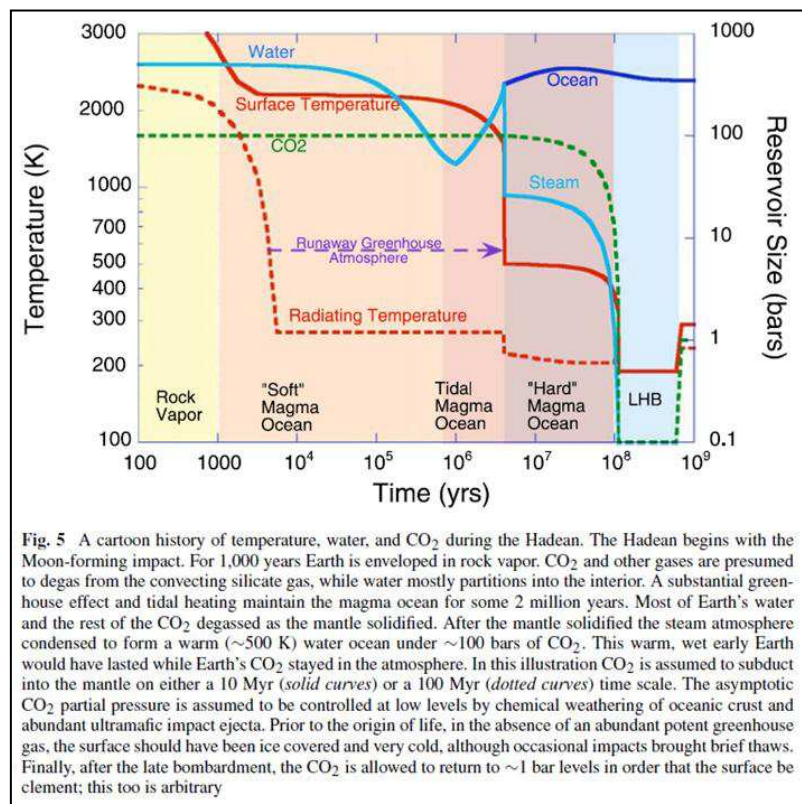 3000
2000
1000
700
500
400
300
200
100
Temperature (K)
Water
Surface Temperature
CO2
Runaway Greenhouse
Atmosphere
Radiating Temperature
Ocean
Steam
Rock
Vapor
"Soft"
Magma
Ocean
Tidal
Magma
Ocean
"Hard"
Magma
Ocean
LHB
1000
100
10
1
0.1
Reservoir Size (bars)
100
1000
10⁴
10⁵
10⁶
10⁷
10⁸
10⁹
Time (yrs)
Fig. 5 A cartoon history of temperature, water, and CO₂ during the Hadean. The Hadean begins with the
Moon-forming impact. For 1,000 years Earth is enveloped in rock vapor. CO₂ and other gases are presumed
to degas from the convecting silicate gas, while water mostly partitions into the interior. A substantial green-
house effect and tidal heating maintain the magma ocean for some 2 million years. Most of Earth's water
and the rest of the CO₂ degassed as the mantle solidified. After the mantle solidified the steam atmosphere
condensed to form a warm (∼500 K) water ocean under ∼100 bars of CO₂. This warm, wet early Earth
would have lasted while Earth's CO₂ stayed in the atmosphere. In this illustration CO₂ is assumed to subduct
into the mantle on either a 10 Myr (solid curves) or a 100 Myr (dotted curves) time scale. The asymptotic
CO₂ partial pressure is assumed to be controlled at low levels by chemical weathering of oceanic crust and
abundant ultramafic impact ejecta. Prior to the origin of life, in the absence of an abundant potent greenhouse
gas, the surface should have been ice covered and very cold, although occasional impacts brought brief thaws.
Finally, after the late bombardment, the CO₂ is allowed to return to ∼1 bar levels in order that the surface be
clement; this too is arbitrary